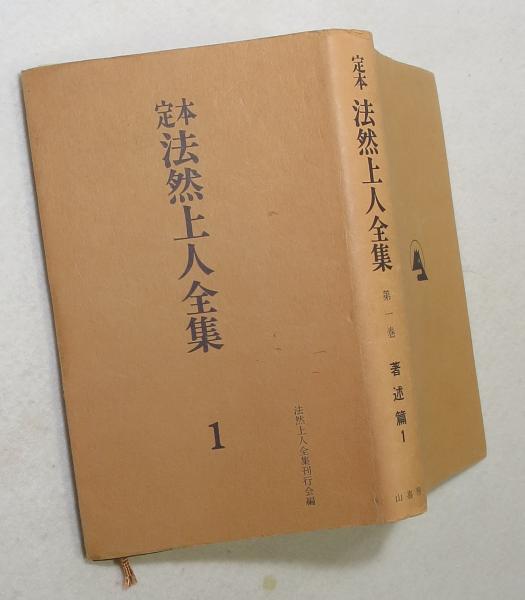 定本
法然上人全集
1
法然上人全集刊行会編
定本 法然上人全集 第一巻 著述篇1
山喜房